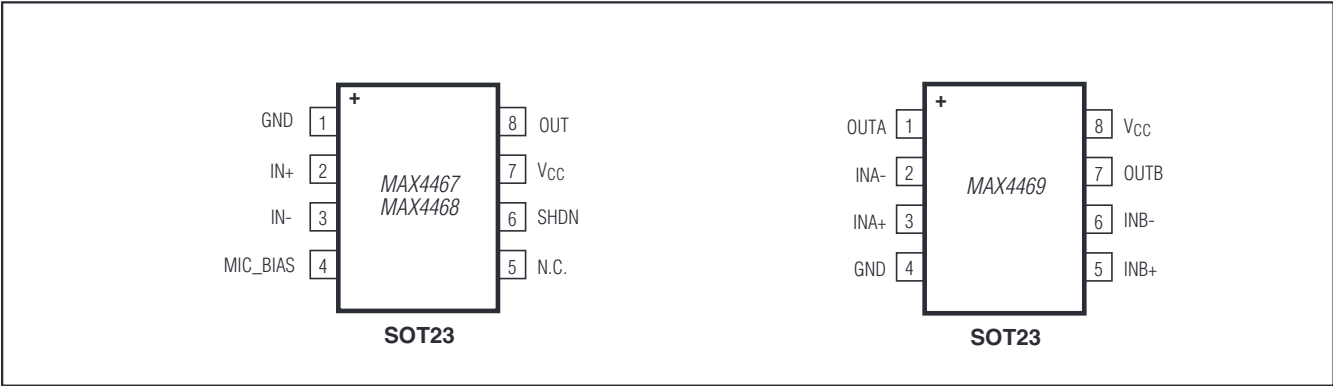 +
GND 1
IN+ 2
IN- 3
MIC_BIAS 4
MAX4467
MAX4468
8 OUT
7 VCC
6 SHDN
5 N.C.
SOT23
+
OUTA 1
INA- 2
INA+ 3
GND 4
MAX4469
8 VCC
7 OUTB
6 INB-
5 INB+
SOT23